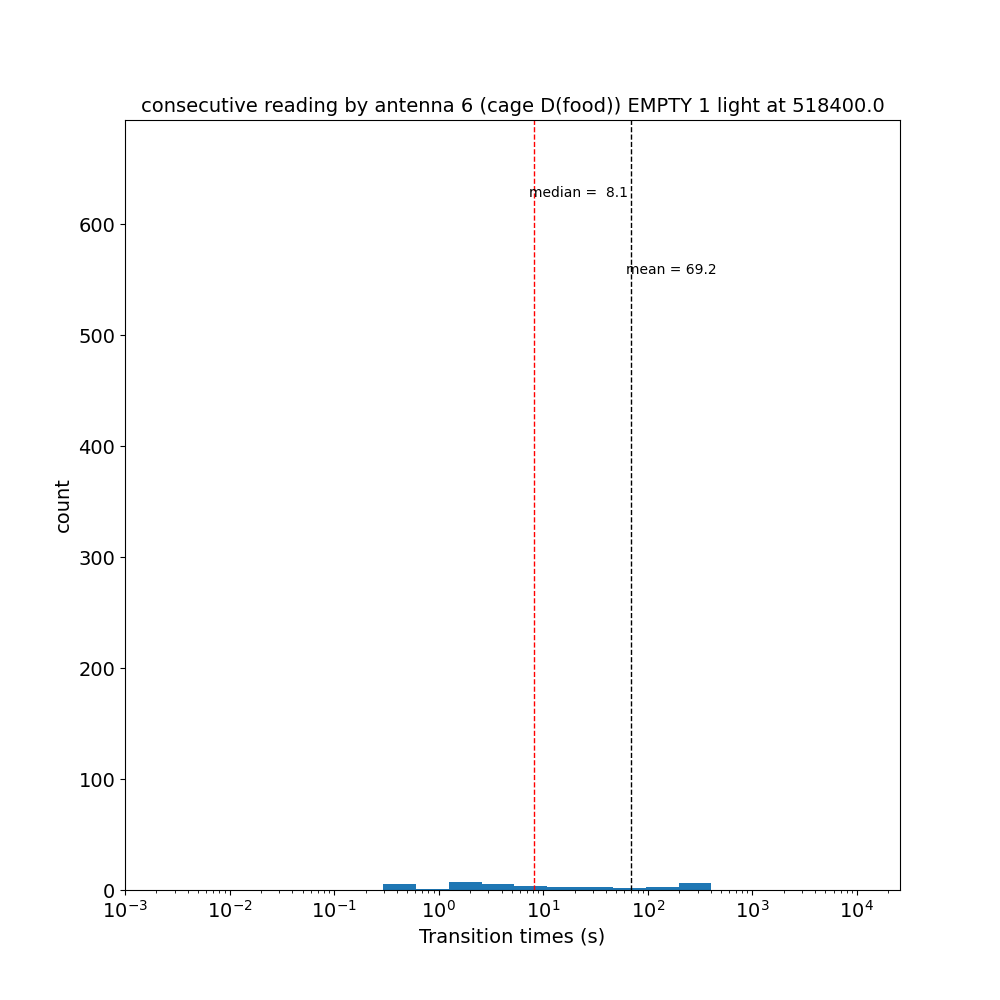 consecutive reading by antenna 6 (cage D(food)) EMPTY 1 light at 518400.0
median =  8.1
mean = 69.2
600
500
400
300
200
100
0
count
10⁻³ 10⁻² 10⁻¹ 10⁰ 10¹ 10² 10³ 10⁴
Transition times (s)